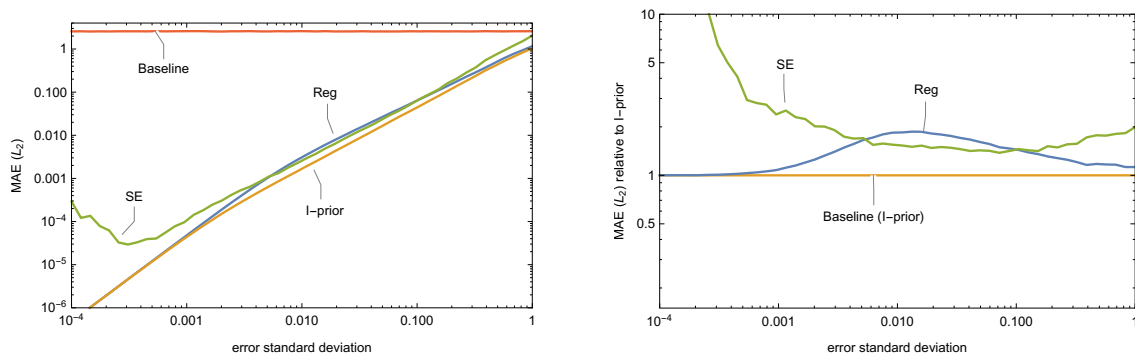 1
0.100
0.010
0.001
10⁻⁴
10⁻⁵
10⁻⁶
MAE (L₂)
Baseline
Reg
SE
I-prior
10⁻⁴
0.001
0.010
0.100
1
error standard deviation
10
5
1
0.5
MAE (L₂) relative to I-prior
SE
Reg
Baseline (I-prior)
10⁻⁴
0.001
0.010
0.100
1
error standard deviation